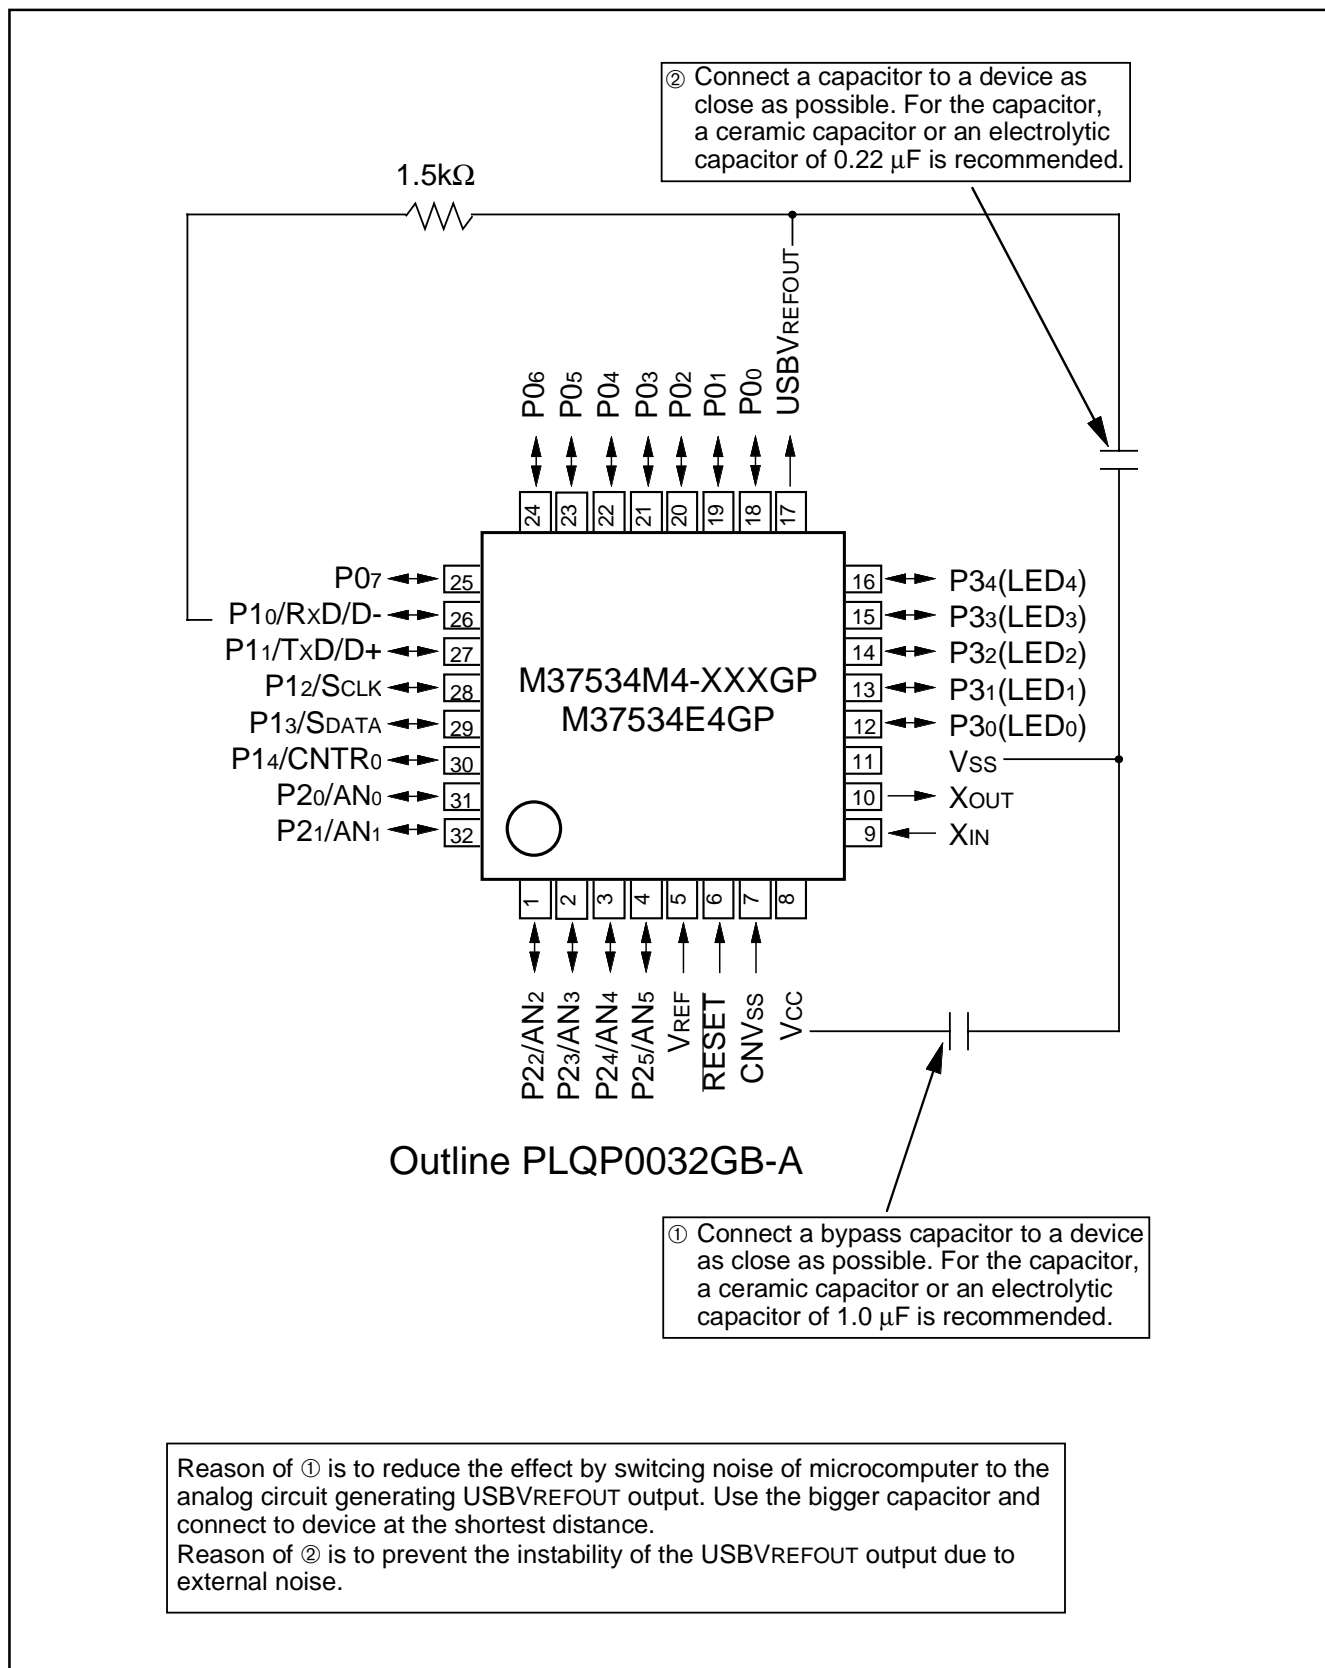 ② Connect a capacitor to a device as
close as possible. For the capacitor,
a ceramic capacitor or an electrolytic
capacitor of 0.22 µF is recommended.
1.5kΩ
P06
P05
P04
P03
P02
P01
P00
USBVREFOUT
24
23
22
21
20
19
18
17
P07
25
P10/RXD/D-
26
P11/TXD/D+
27
P12/SCLK
28
P13/SDATA
29
P14/CNTR0
30
P20/AN0
31
P21/AN1
32
M37534M4-XXXGP
M37534E4GP
16
P34(LED4)
15
P33(LED3)
14
P32(LED2)
13
P31(LED1)
12
P30(LED0)
11
VSS
10
XOUT
9
XIN
1
2
3
4
5
6
7
8
P22/AN2
P23/AN3
P24/AN4
P25/AN5
VREF
RESET
CNVSS
VCC
Outline PLQP0032GB-A
① Connect a bypass capacitor to a device
as close as possible. For the capacitor,
a ceramic capacitor or an electrolytic
capacitor of 1.0 µF is recommended.
Reason of ① is to reduce the effect by switcing noise of microcomputer to the
analog circuit generating USBVREFOUT output. Use the bigger capacitor and
connect to device at the shortest distance.
Reason of ② is to prevent the instability of the USBVREFOUT output due to
external noise.